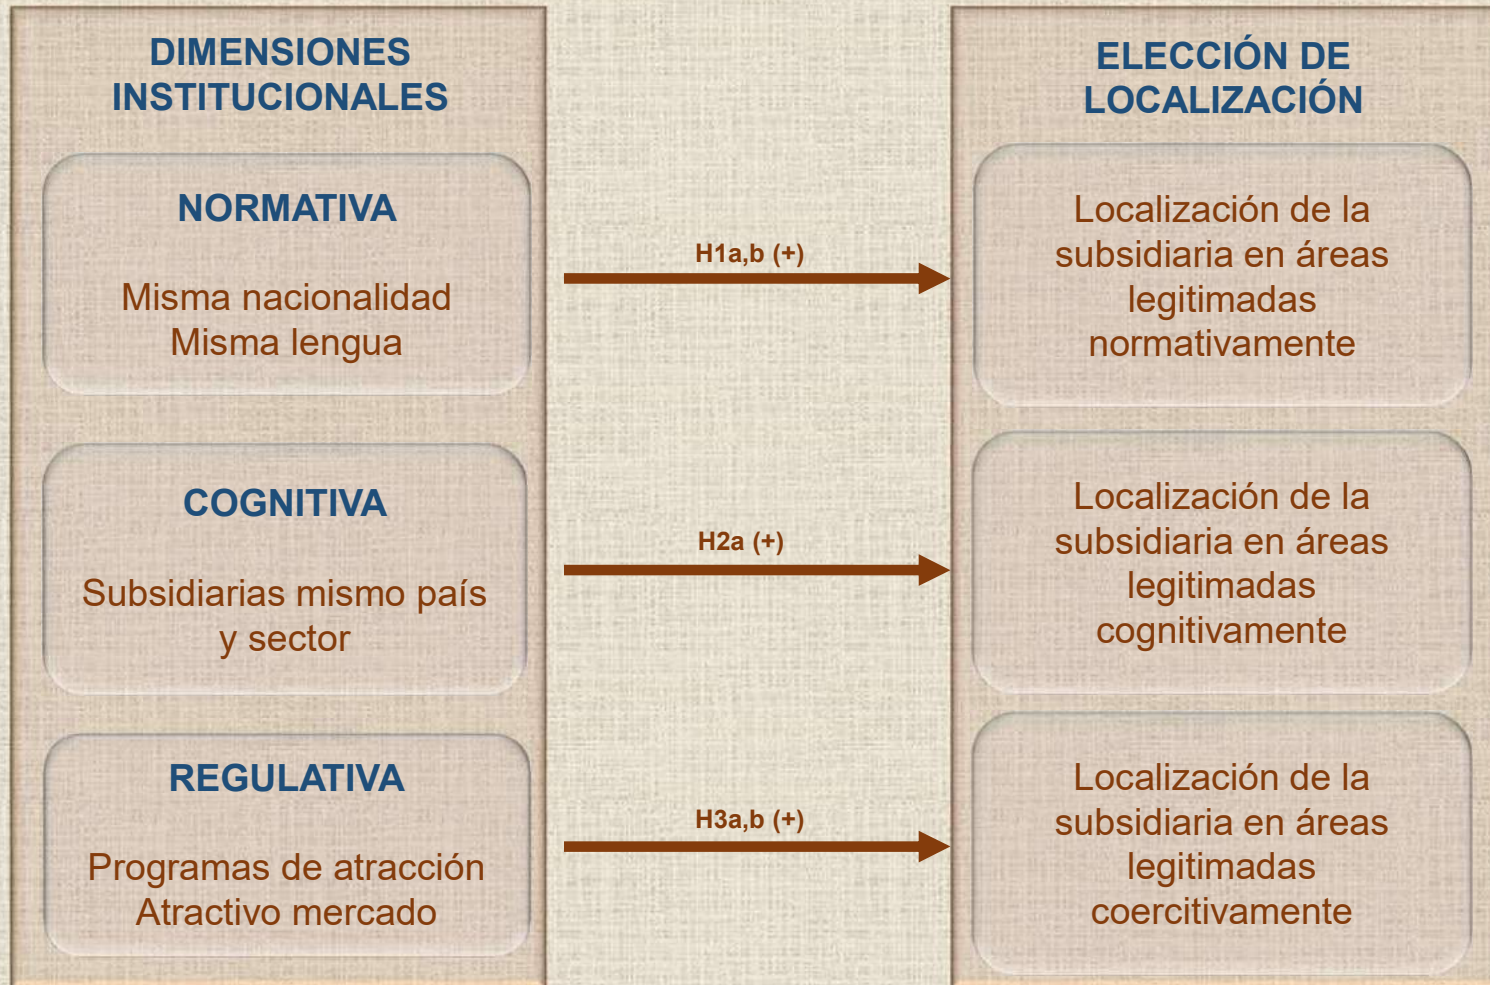 DIMENSIONES
INSTITUCIONALES
NORMATIVA
Misma nacionalidad
Misma lengua
COGNITIVA
Subsidiarias mismo país
y sector
REGULATIVA
Programas de atracción
Atractivo mercado
H1a,b (+)
H2a (+)
H3a,b (+)
ELECCIÓN DE
LOCALIZACIÓN
Localización de la
subsidiaria en áreas
legitimadas
normativamente
Localización de la
subsidiaria en áreas
legitimadas
cognitivamente
Localización de la
subsidiaria en áreas
legitimadas
coercitivamente